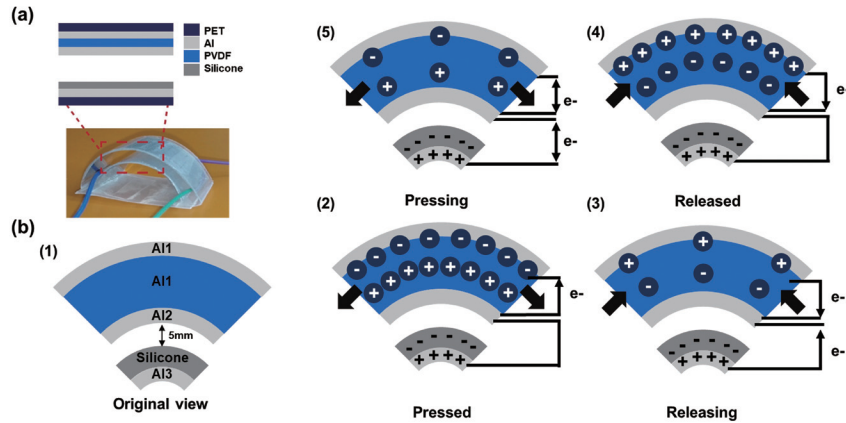 (a)
PET
Al
PVDF
Silicone
(b)
(1)
Al1
Al1
Al2
5mm
Silicone
Al3
Original view
(5)
- - -
+ + +
e-
e-
- - - - - -
+ + + +
Pressing
(4)
+ + + + + + + +
- - - - - -
e-
- - - - - -
+ + + +
Released
(2)
- - - - - - - -
+ + + + + + + +
e-
- - - - - -
+ + + +
Pressed
(3)
+ + +
- - -
e-
e-
- - - - - -
+ + + +
Releasing